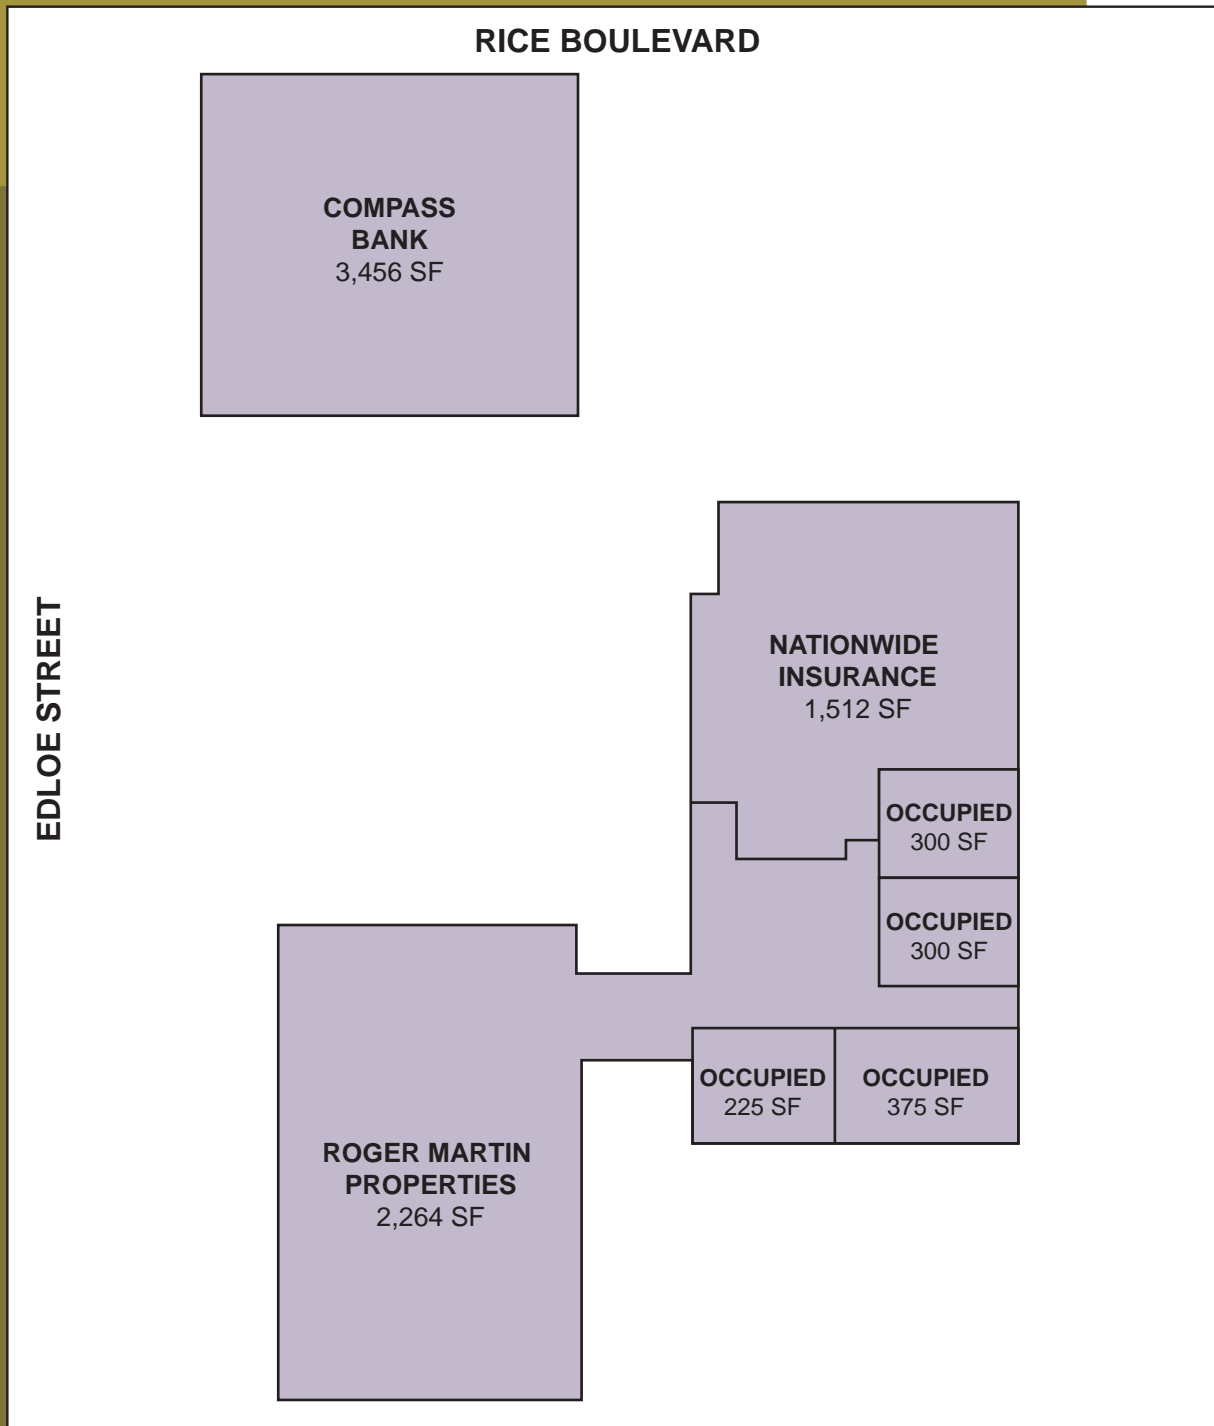 RICE BOULEVARD
COMPASS
BANK
3,456 SF
EDLOE STREET
NATIONWIDE
INSURANCE
1,512 SF
OCCUPIED
300 SF
OCCUPIED
300 SF
OCCUPIED
225 SF
OCCUPIED
375 SF
ROGER MARTIN
PROPERTIES
2,264 SF